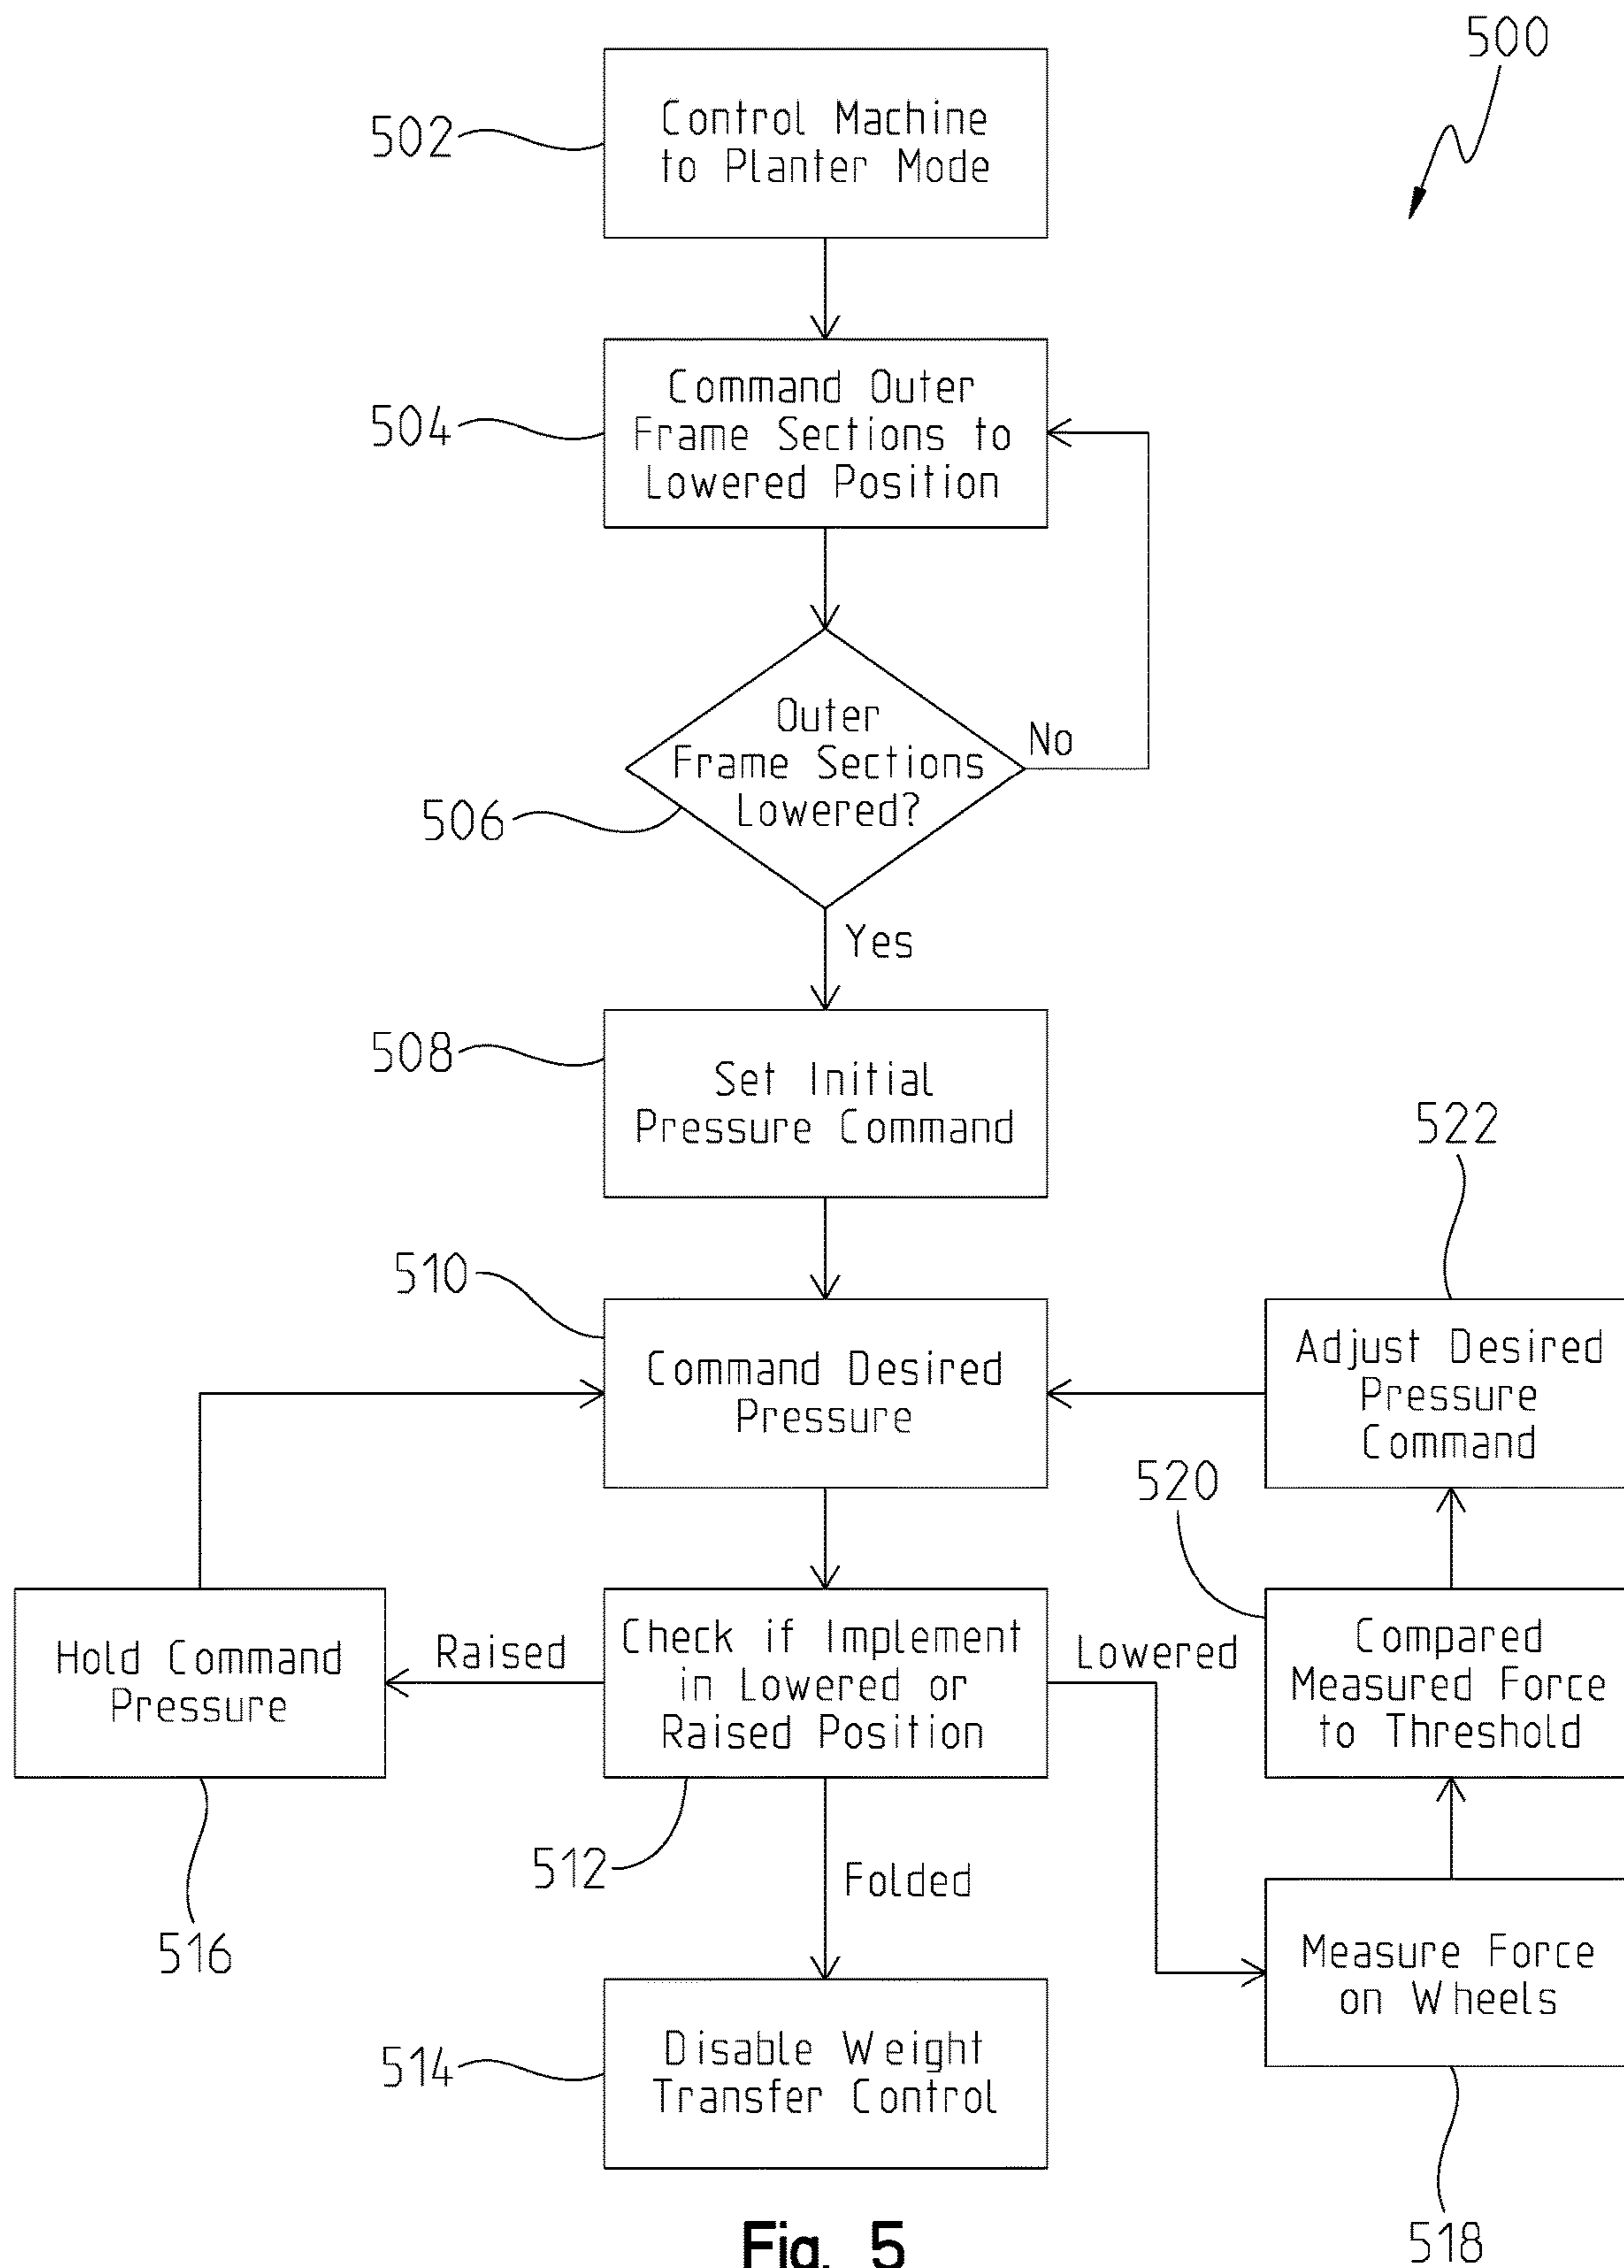 500
502
Control Machine
to Planter Mode
504
Command Outer
Frame Sections to
Lowered Position
Outer
Frame Sections
Lowered?
No
506
Yes
508
Set Initial
Pressure Command
522
510
Command Desired
Pressure
Adjust Desired
Pressure
Command
520
Hold Command
Pressure
Raised
Check if Implement
in Lowered or
Raised Position
Lowered
Compared
Measured Force
to Threshold
512
Folded
516
Measure Force
on Wheels
514
Disable Weight
Transfer Control
518
Fig. 5